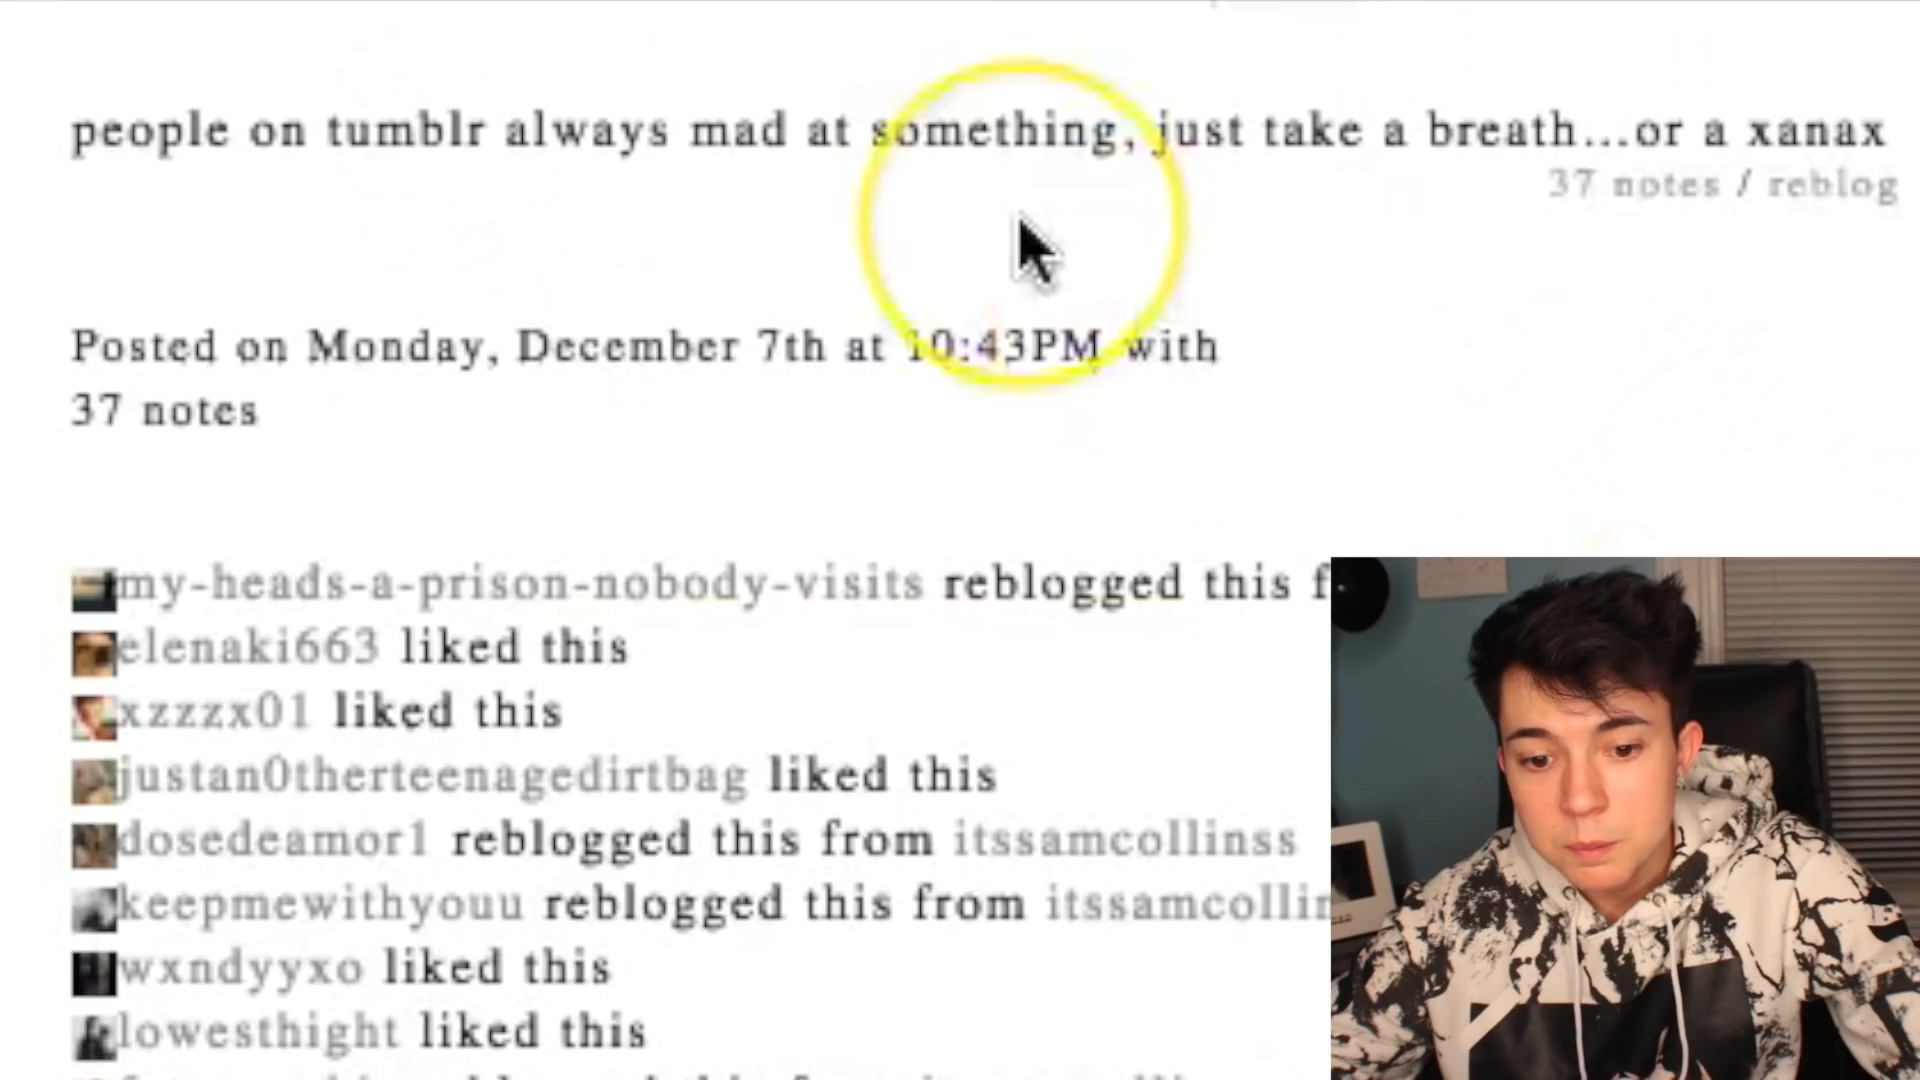 people on tumblr always mad at something, just take a breath...or a xanax
37 notes / reblog
Posted on Monday, December 7th at 10:43PM with
37 notes
my-heads-a-prison-nobody-visits reblogged this f
elenaki663 liked this
xzzzx01 liked this
justan0therteenagedirtbag liked this
dosedeamor1 reblogged this from itssamcollinss
keepmewithyouu reblogged this from itssamcollin
wxndyyxo liked this
lowesthight liked this